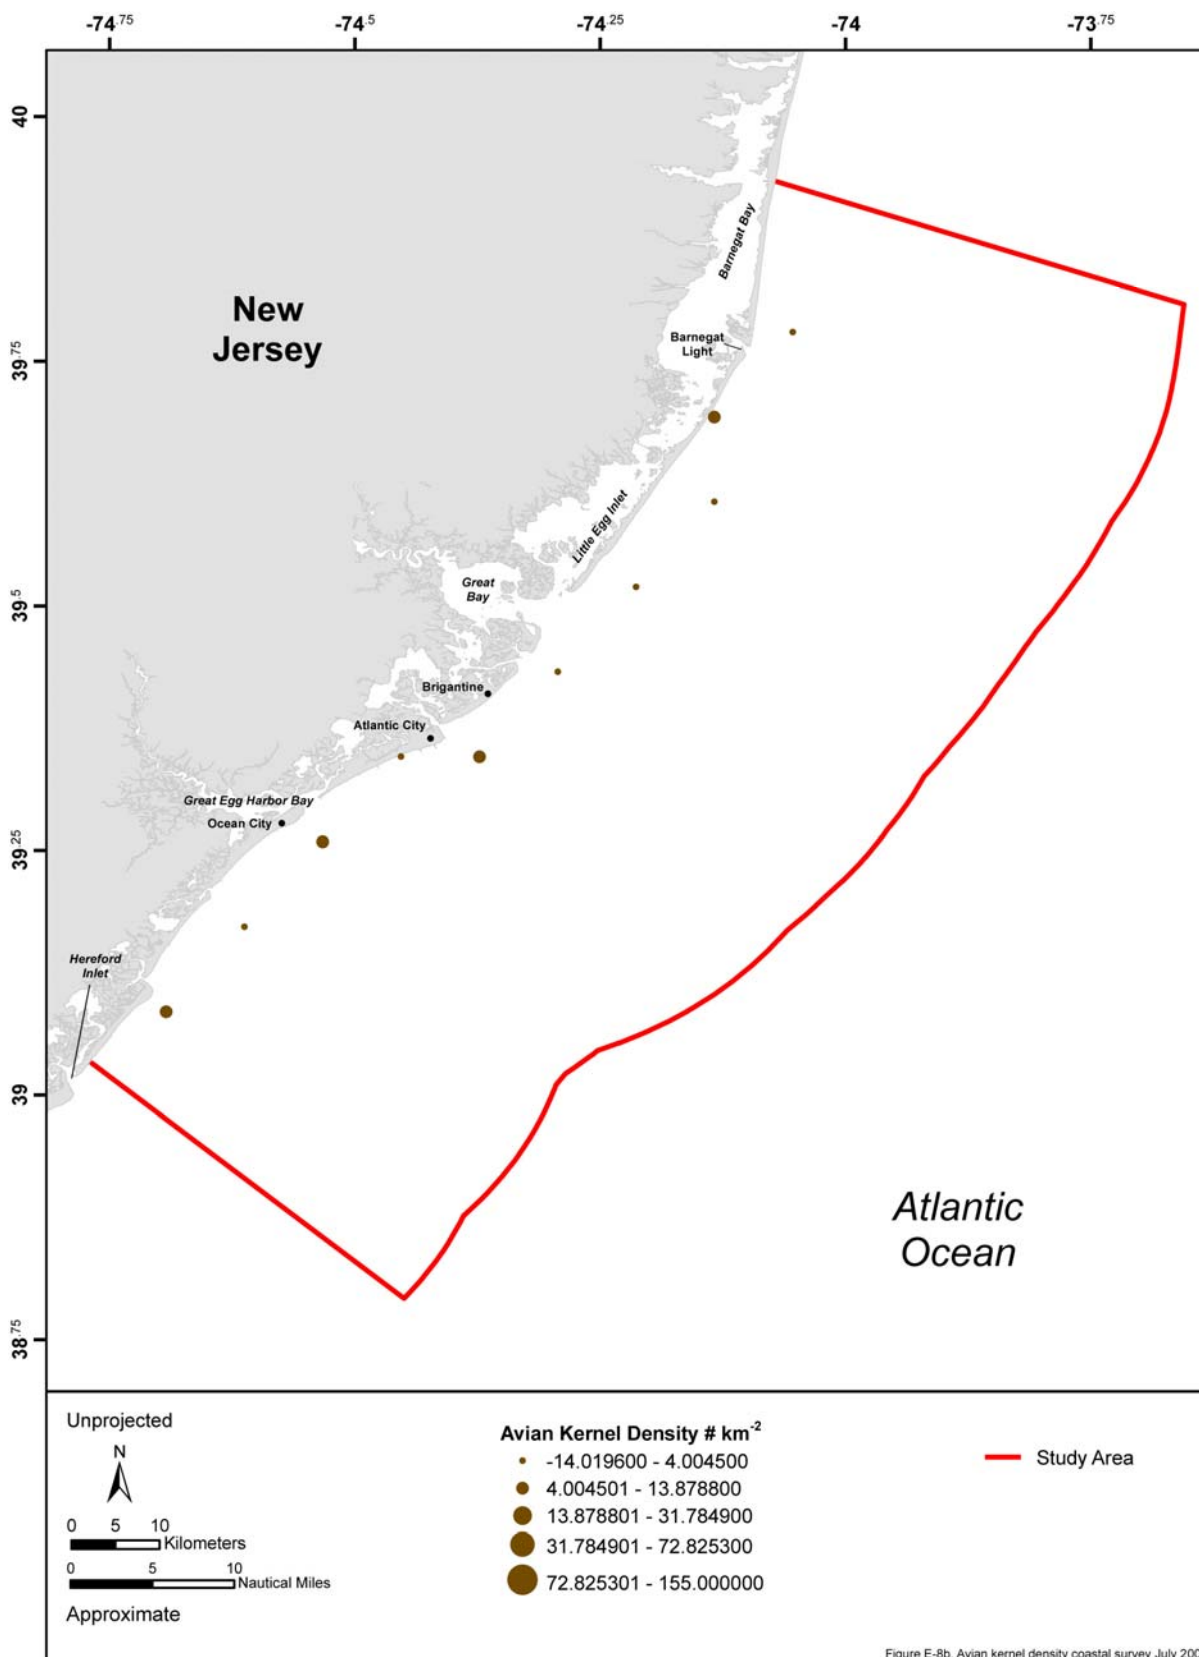 -74.75 -74.5 -74.25 -74 -73.75
40
39.75
39.5
39.25
39
38.75
New
Jersey
Barnegat Bay
Barnegat
Light
Little Egg Inlet
Great
Bay
Brigantine
Atlantic City
Great Egg Harbor Bay
Ocean City
Hereford
Inlet
Atlantic
Ocean
Unprojected
N
0 5 10
Kilometers
0 5 10
Nautical Miles
Approximate
Avian Kernel Density # km-2
-14.019600 - 4.004500
4.004501 - 13.878800
13.878801 - 31.784900
31.784901 - 72.825300
72.825301 - 155.000000
Study Area
Figure E-8b. Avian kernel density coastal survey July 200